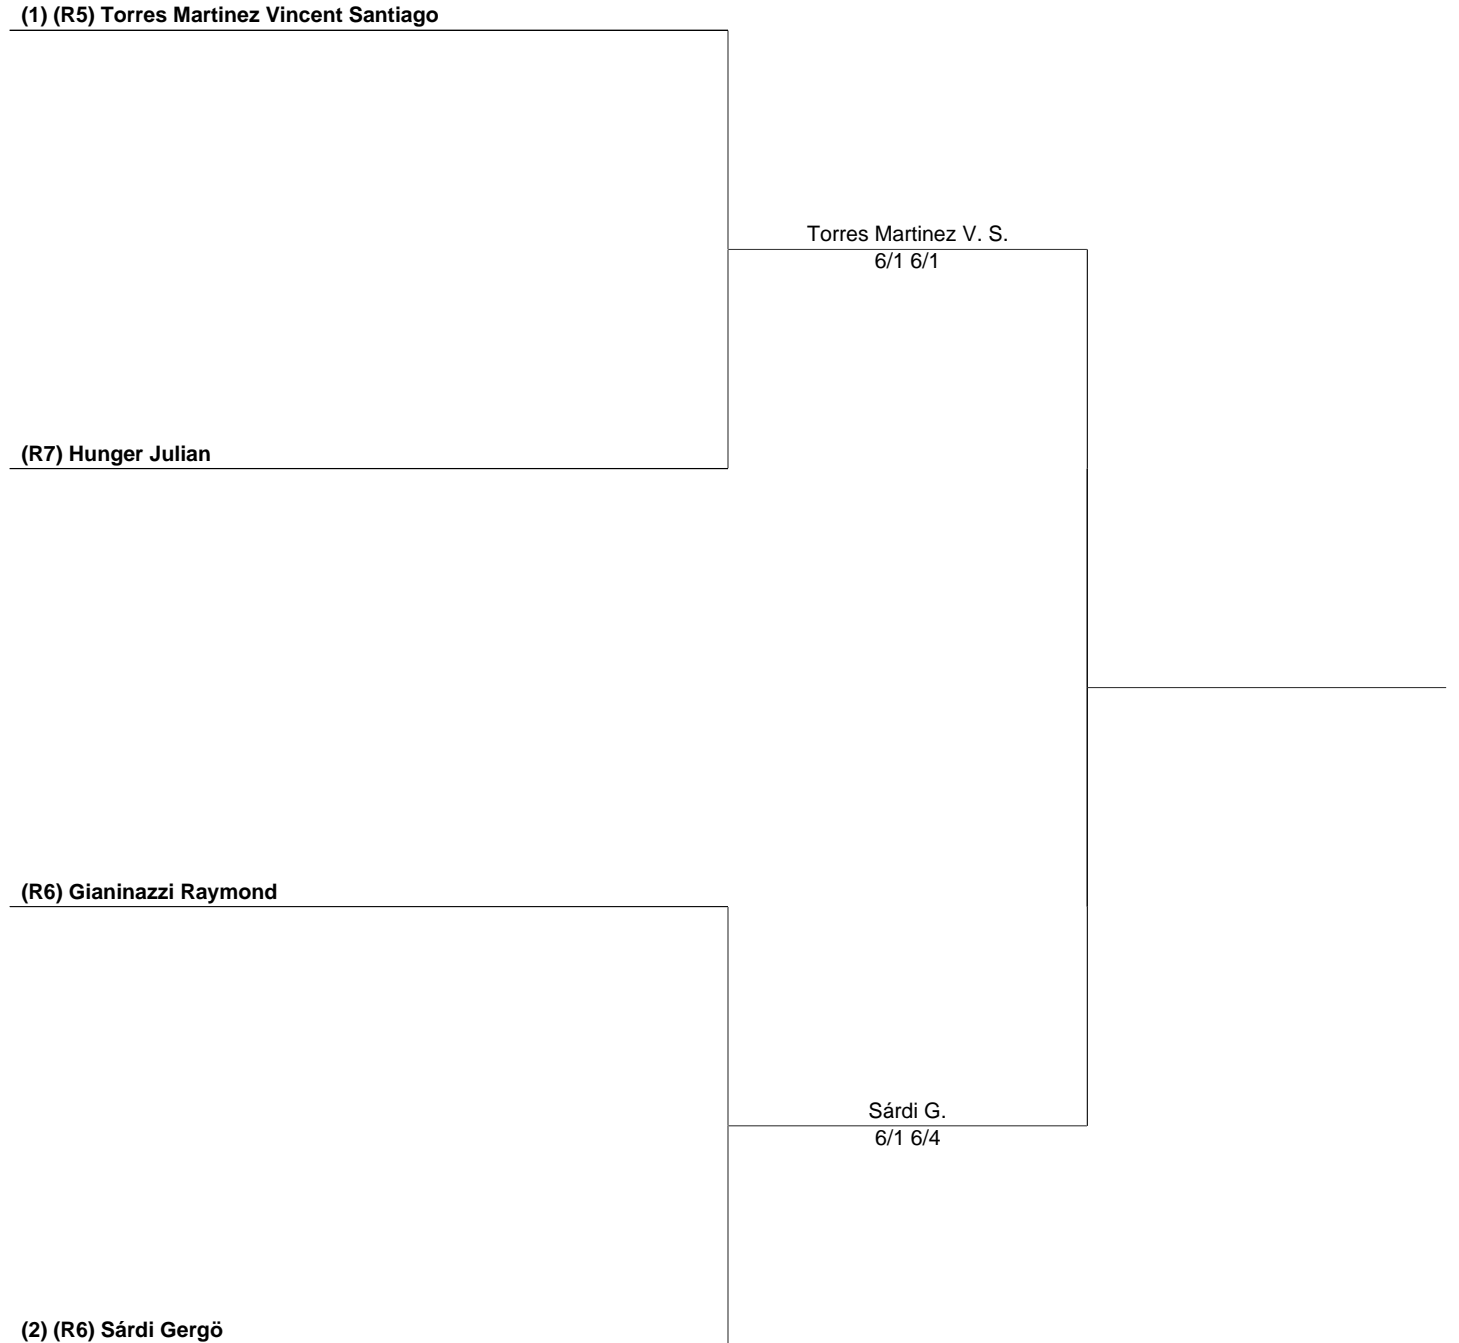 (1) (R5) Torres Martinez Vincent Santiago
Torres Martinez V. S.
6/1 6/1
(R7) Hunger Julian
(R6) Gianinazzi Raymond
Sárdi G.
6/1 6/4
(2) (R6) Sárdi Gergö